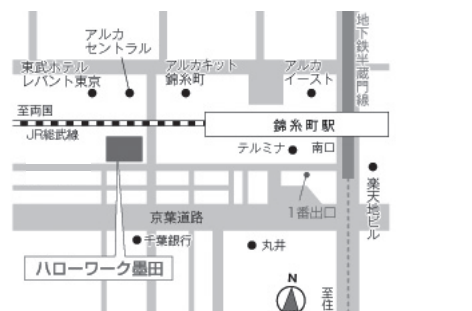 アルカ
セントラル
東武ホテル
レバント東京
アルカキット
錦糸町
アルカ
イースト
地下鉄半蔵門線
至両国
JR総武線
錦糸町駅
テルミナ
南口
1番出口
楽天地ビル
京葉道路
千葉銀行
丸井
ハローワーク墨田
N
至住